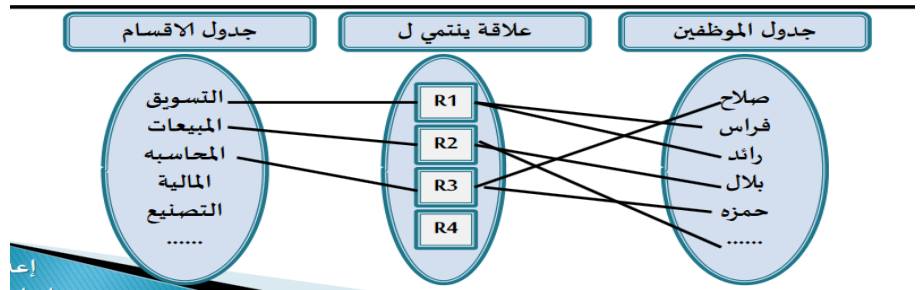 جدول الموظفين
علاقة ينتمي ل
جدول الاقسام
صلاح
فراس
رائد
بلال
حمزه
......
R1
R2
R3
R4
التسويق
المبيعات
المحاسبه
المالية
التصنيع
......